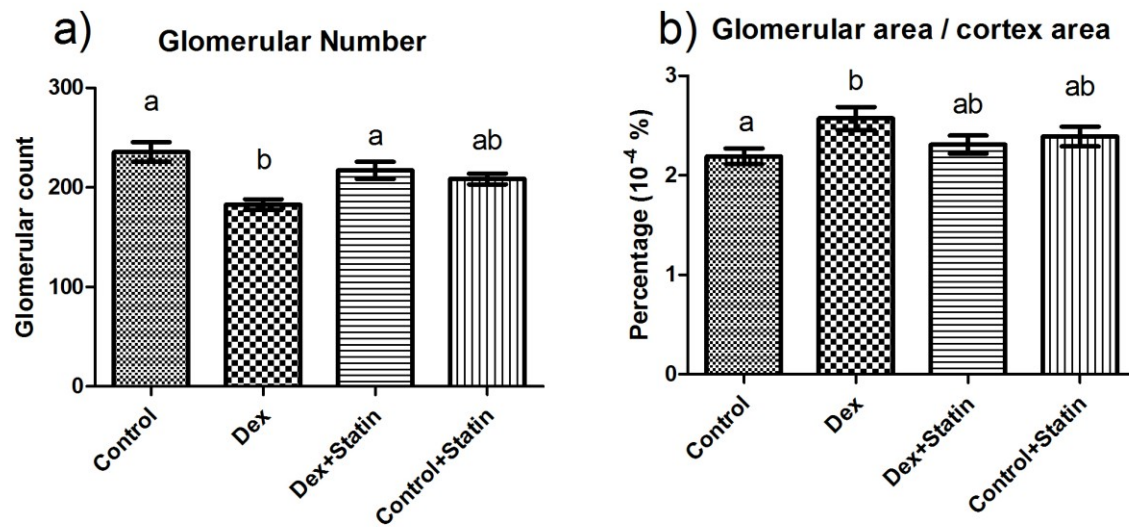 a) Glomerular Number
Glomerular count
300
200
100
0
a
b
a
ab
Control
Dex
Dex+Statin
Control+Statin
b) Glomerular area / cortex area
Percentage (10⁻⁴ %)
3
2
1
0
a
b
ab
ab
Control
Dex
Dex+Statin
Control+Statin